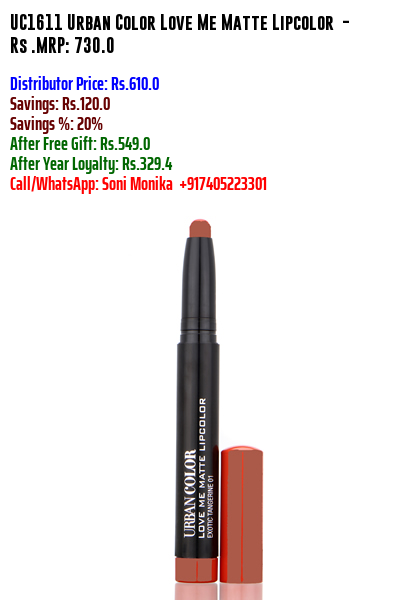 UC1611 Urban Color Love Me Matte Lipcolor -
Rs .MRP: 730.0
Distributor Price: Rs.610.0
Savings: Rs.120.0
Savings %: 20%
After Free Gift: Rs.549.0
After Year Loyalty: Rs.329.4
Call/WhatsApp: Soni Monika +917405223301
URBAN COLOR
LOVE ME MATTE LIPCOLOR
EXOTIC TANGERINE 01